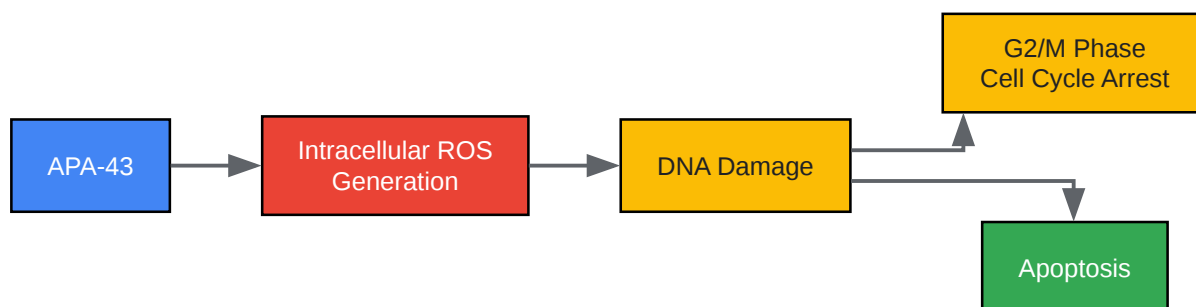 APA-43
Intracellular ROS
Generation
DNA Damage
G2/M Phase
Cell Cycle Arrest
Apoptosis